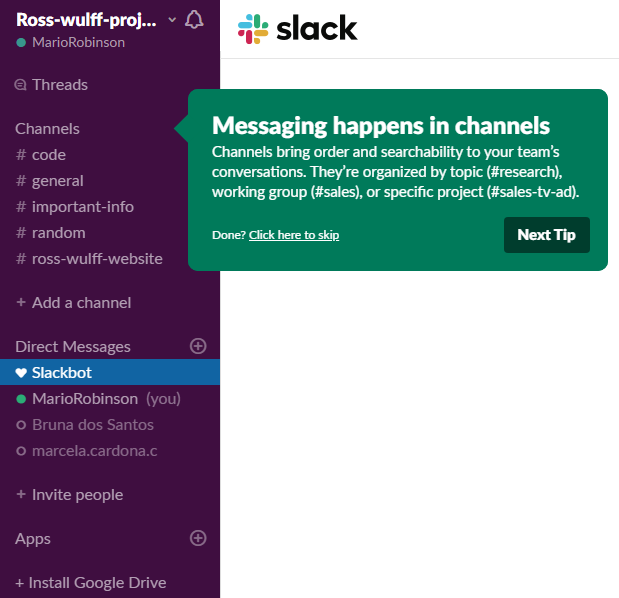 Ross-wulff-proj...
MarioRobinson
slack
Threads
Messaging happens in channels
Channels bring order and searchability to your team's
conversations. They're organized by topic (#research),
working group (#sales), or specific project (#sales-tv-ad).
Done? Click here to skip
Next Tip
Channels
# code
# general
# important-info
# random
# ross-wulff-website
+ Add a channel
Direct Messages
Slackbot
MarioRobinson (you)
Bruna dos Santos
marcela.cardona.c
+ Invite people
Apps
+ Install Google Drive